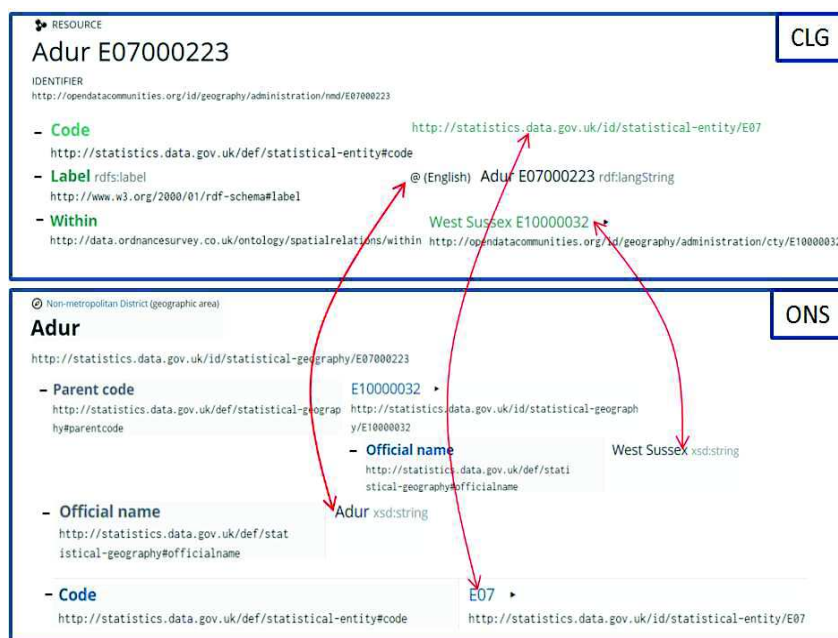 RESOURCE
CLG
Adur E07000223
IDENTIFIER
http://opendatacommunities.org/id/geography/administration/nmd/E07000223
– Code http://statistics.data.gov.uk/id/statistical-entity/E07
http://statistics.data.gov.uk/def/statistical-entity#code
– Label rdfs:label @ (English) Adur E07000223 rdf:langString
http://www.w3.org/2000/01/rdf-schema#label
– Within West Sussex E10000032
http://data.ordnancesurvey.co.uk/ontology/spatialrelations/within http://opendatacommunities.org/id/geography/administration/cty/E10000032
Non-metropolitan District (geographic area)
ONS
Adur
http://statistics.data.gov.uk/id/statistical-geography/E07000223
– Parent code E10000032
http://statistics.data.gov.uk/def/statistical-geograp http://statistics.data.gov.uk/id/statistical-geograph
hy#parentcode y/E10000032
– Official name West Sussex xsd:string
http://statistics.data.gov.uk/def/stati
stical-geography#officialname
– Official name Adur xsd:string
http://statistics.data.gov.uk/def/stat
istical-geography#officialname
– Code E07
http://statistics.data.gov.uk/def/statistical-entity#code http://statistics.data.gov.uk/id/statistical-entity/E07